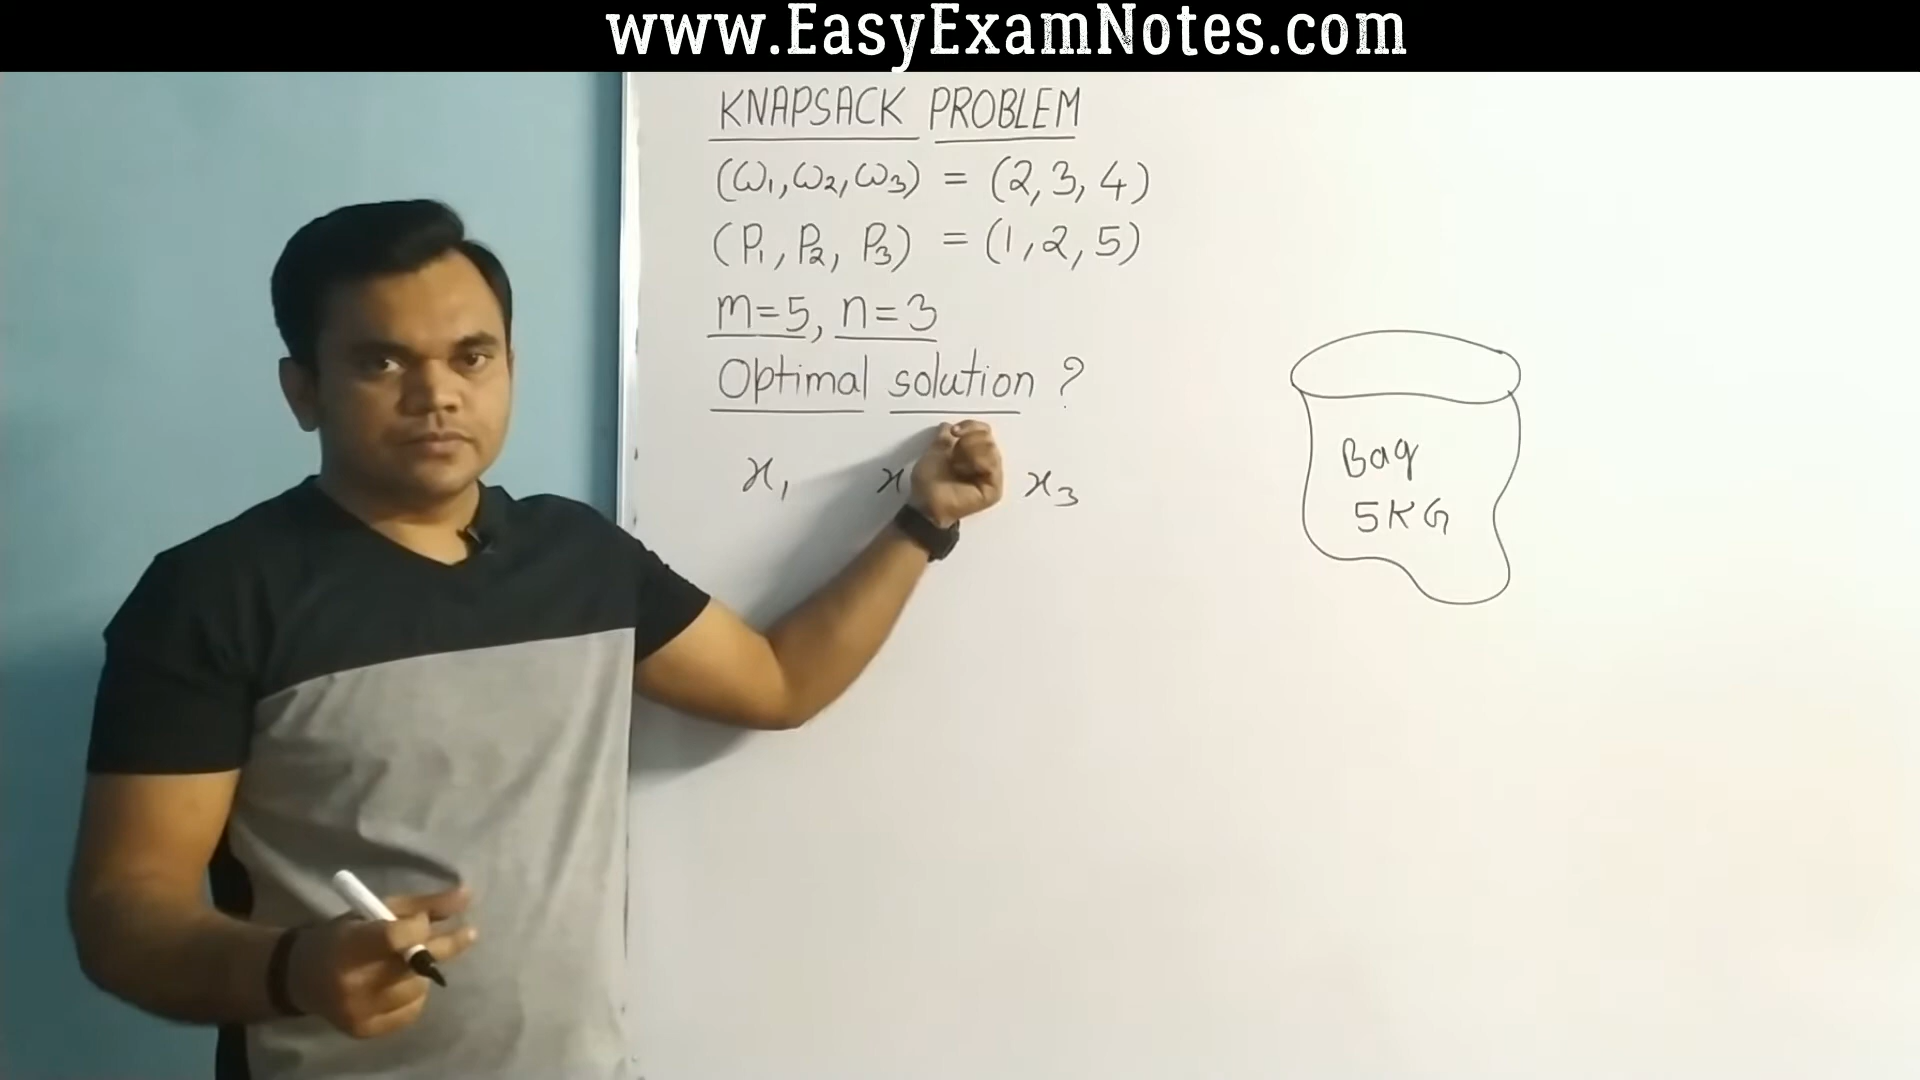 www.EasyExamNotes.com
KNAPSACK PROBLEM
(ω₁,ω₂,ω₃) = (2,3,4)
(P₁,P₂,P₃) = (1,2,5)
m=5, n=3
Optimal solution ?
x₁ x x₃
Bag
5KG